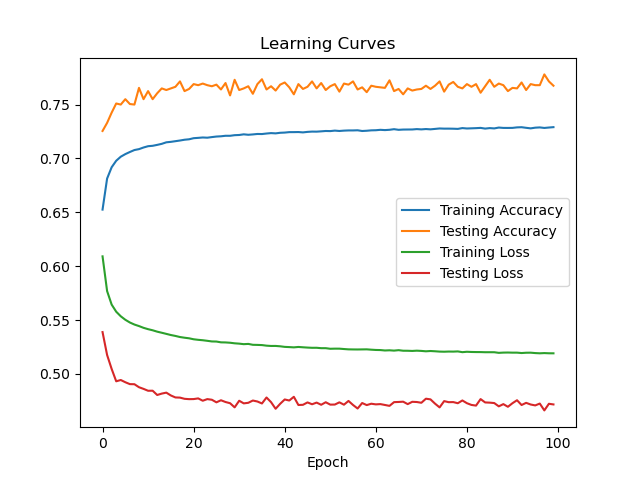 Learning Curves
0.75
0.70
0.65
0.60
0.55
0.50
Training Accuracy
Testing Accuracy
Training Loss
Testing Loss
0 20 40 60 80 100
Epoch